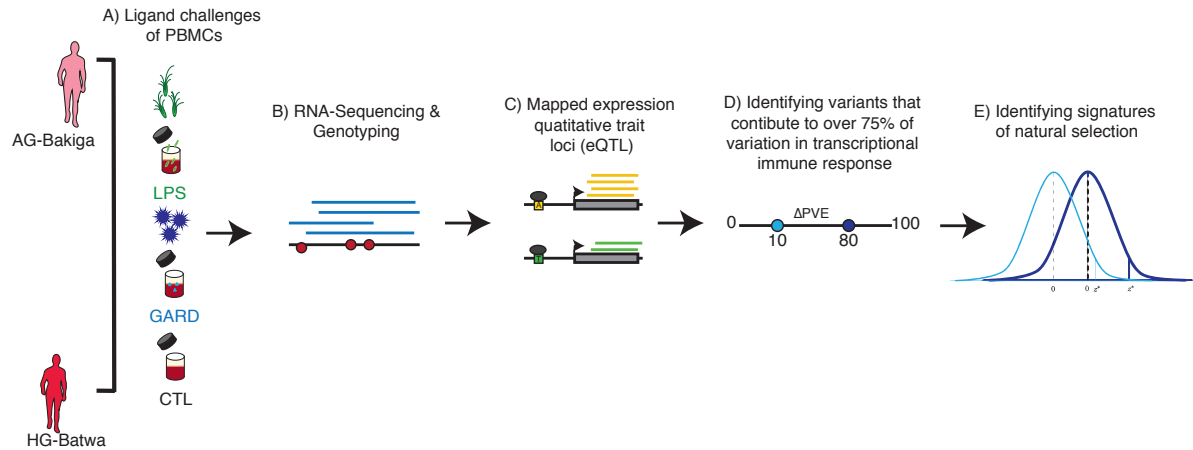 A) Ligand challenges
of PBMCs
AG-Bakiga
LPS
GARD
CTL
HG-Batwa
B) RNA-Sequencing &
Genotyping
C) Mapped expression
quatitative trait
loci (eQTL)
A
T
D) Identifying variants that
contibute to over 75% of
variation in transcriptional
immune response
0
ΔPVE
100
10
80
E) Identifying signatures
of natural selection
0
0
z*
z*